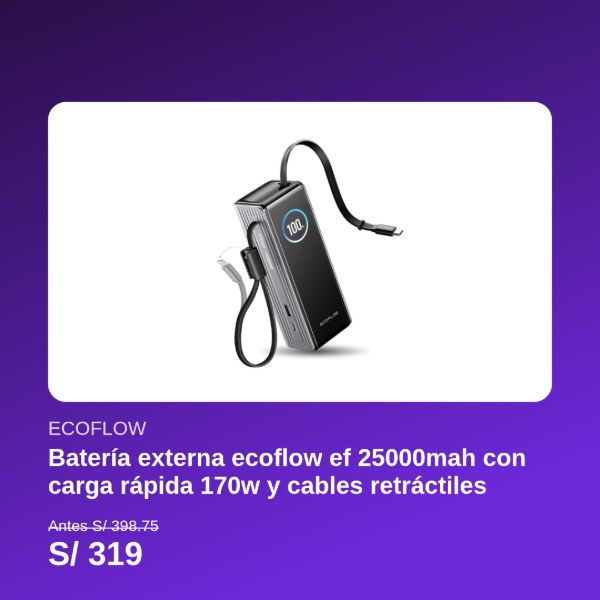 100
ECOFLOW
ECOFLOW
Batería externa ecoflow ef 25000mah con
carga rápida 170w y cables retráctiles
Antes S/ 398.75
S/ 319